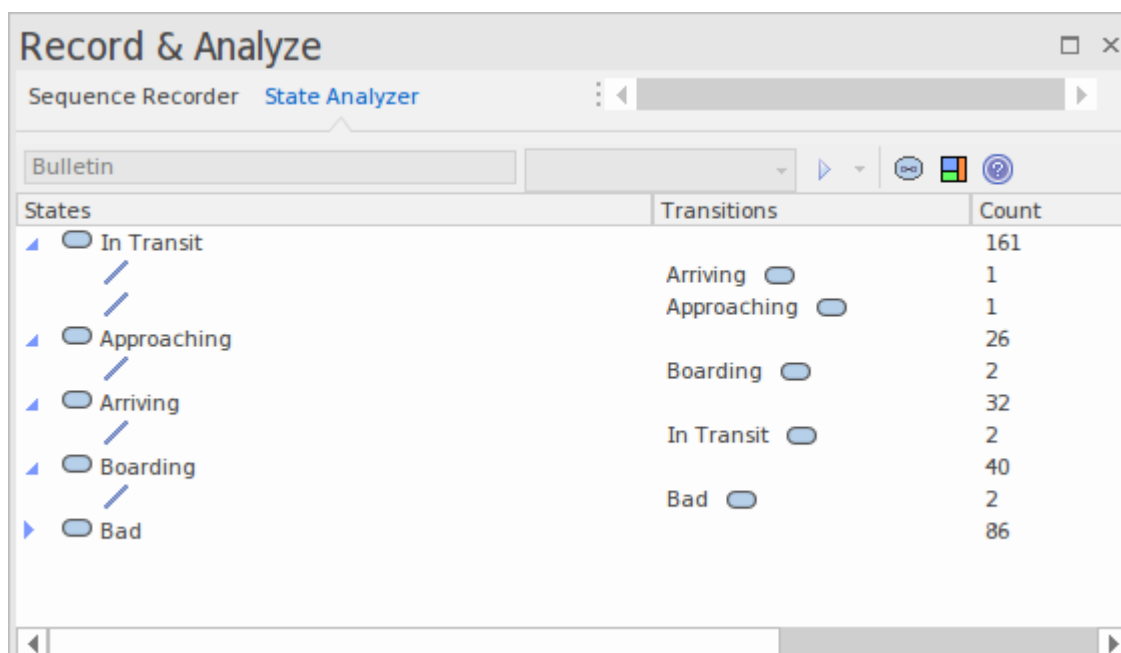 Record & Analyze
Sequence Recorder State Analyzer
Bulletin
States Transitions Count
In Transit 161
Arriving 1
Approaching 1
Approaching 26
Boarding 2
Arriving 32
In Transit 2
Boarding 40
Bad 2
Bad 86